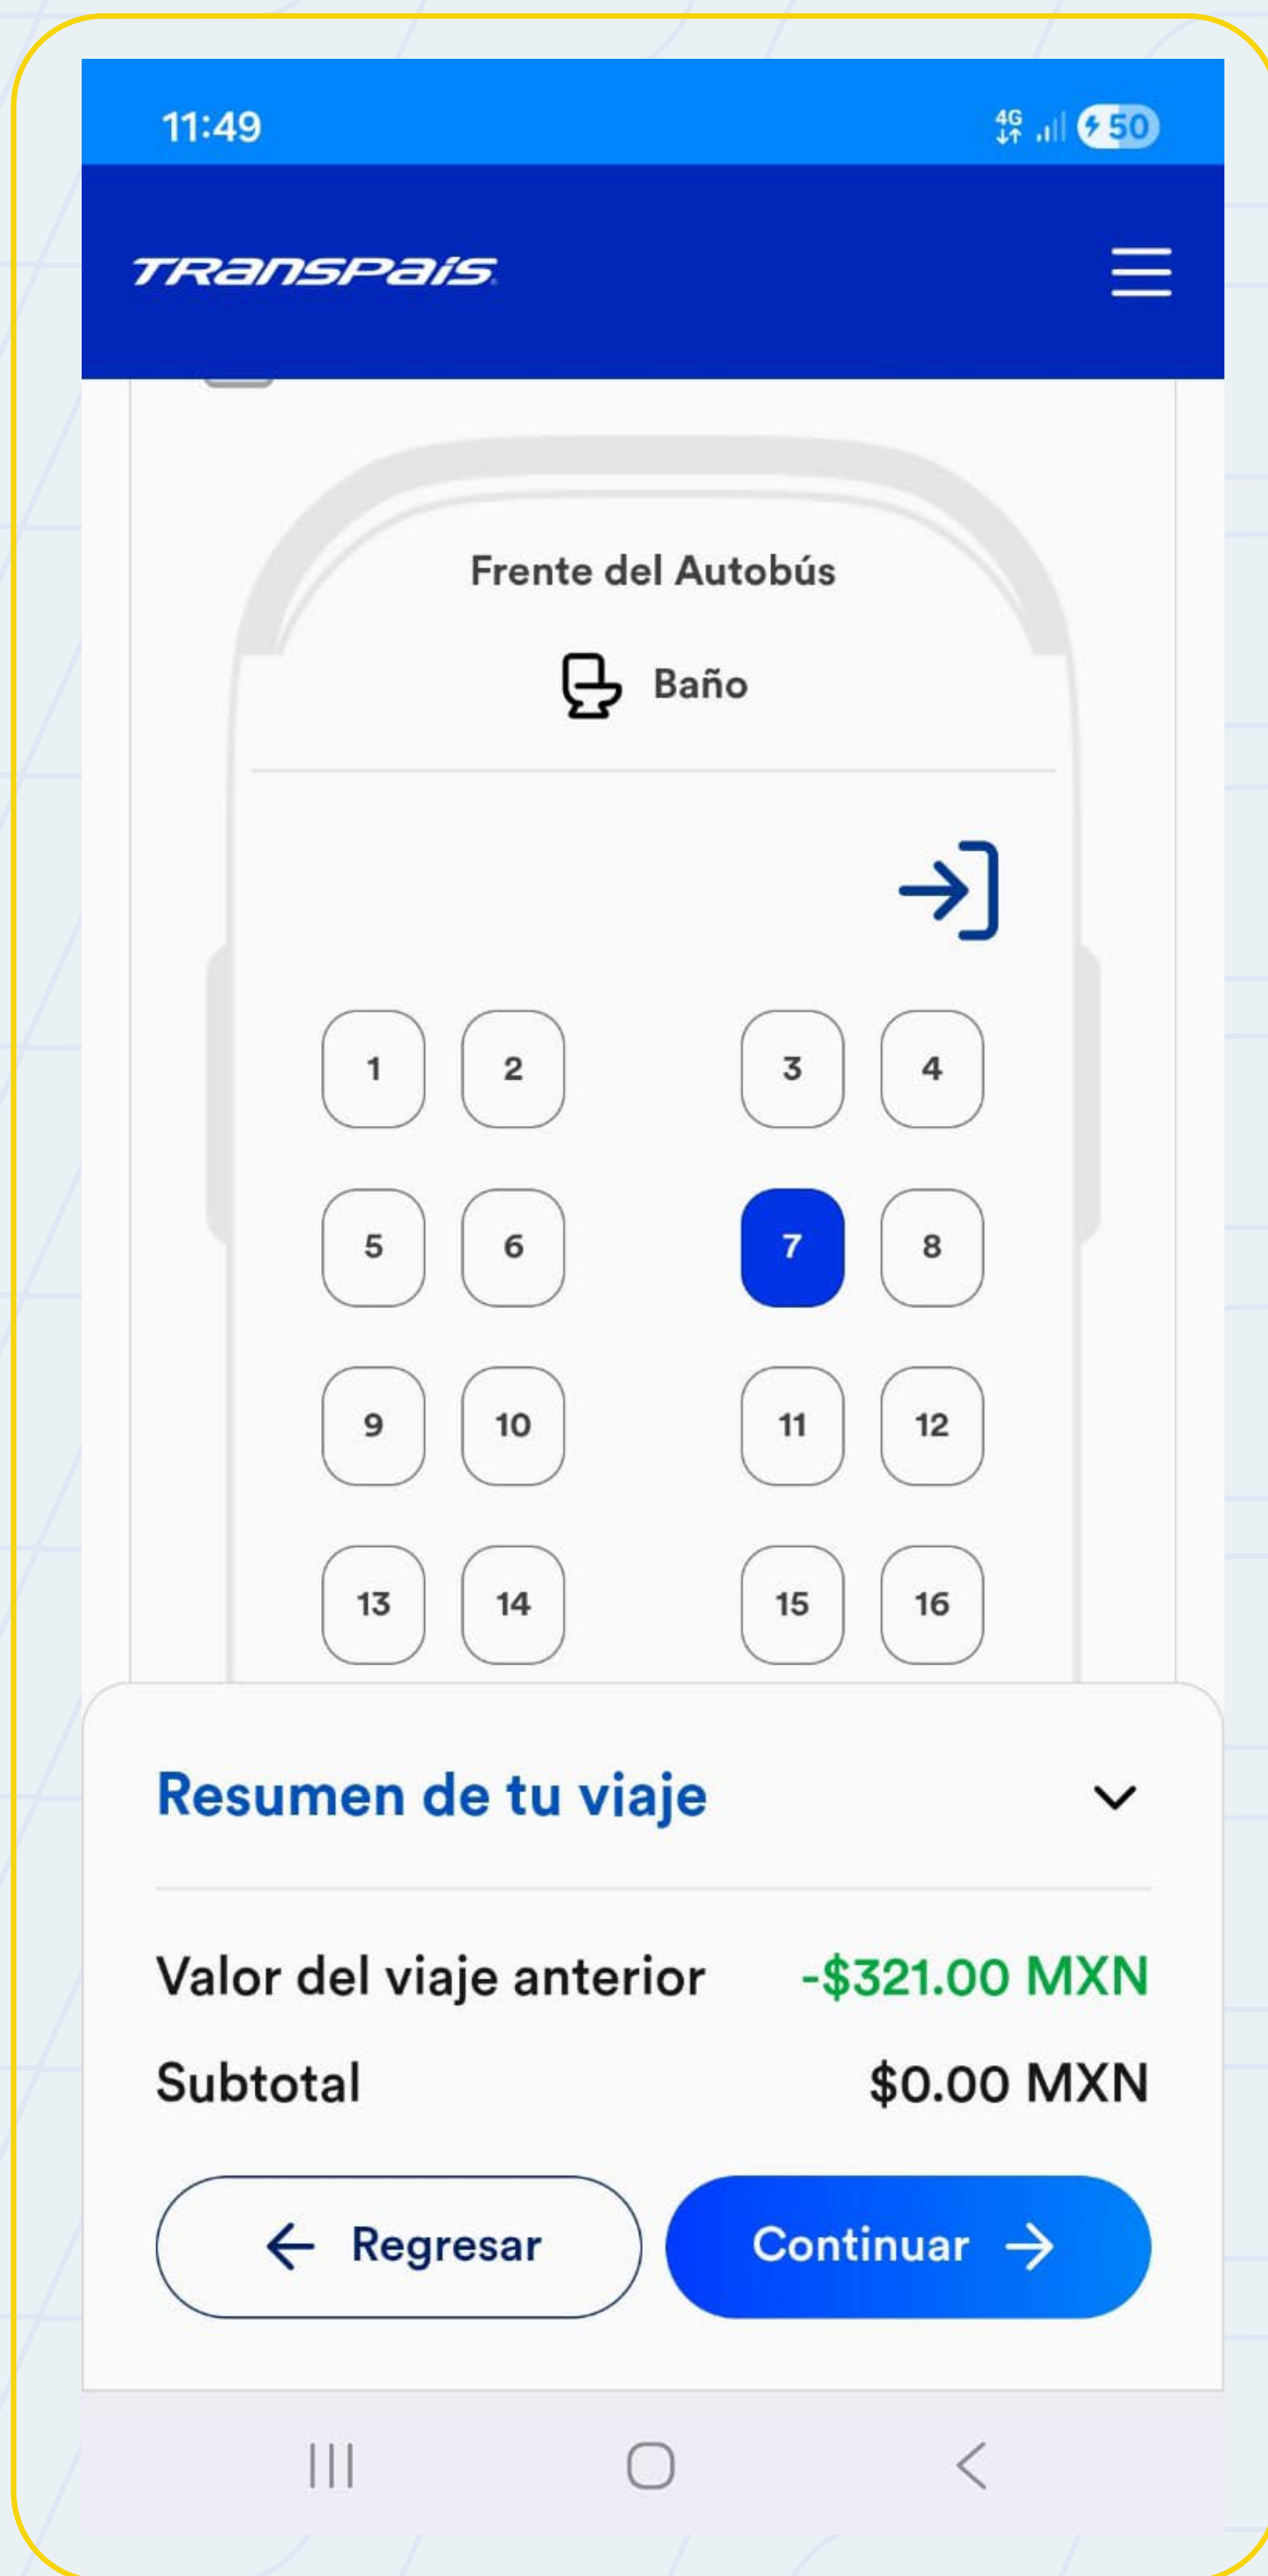 11:49 4G 50
TRANSPAÍS
Frente del Autobús
Baño
1 2 3 4
5 6 7 8
9 10 11 12
13 14 15 16
Resumen de tu viaje
Valor del viaje anterior -$321.00 MXN
Subtotal $0.00 MXN
← Regresar Continuar →